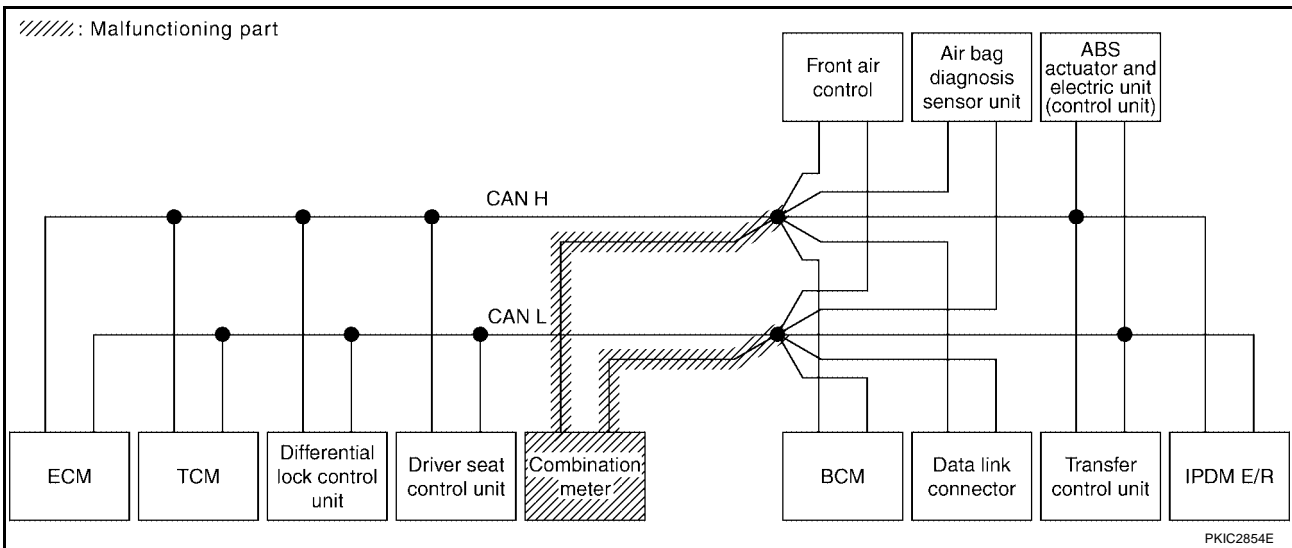 : Malfunctioning part
Front air
control
Air bag
diagnosis
sensor unit
ABS
actuator and
electric unit
(control unit)
CAN H
CAN L
ECM
TCM
Differential
lock control
unit
Driver seat
control unit
Combination
meter
BCM
Data link
connector
Transfer
control unit
IPDM E/R
PKIC2854E